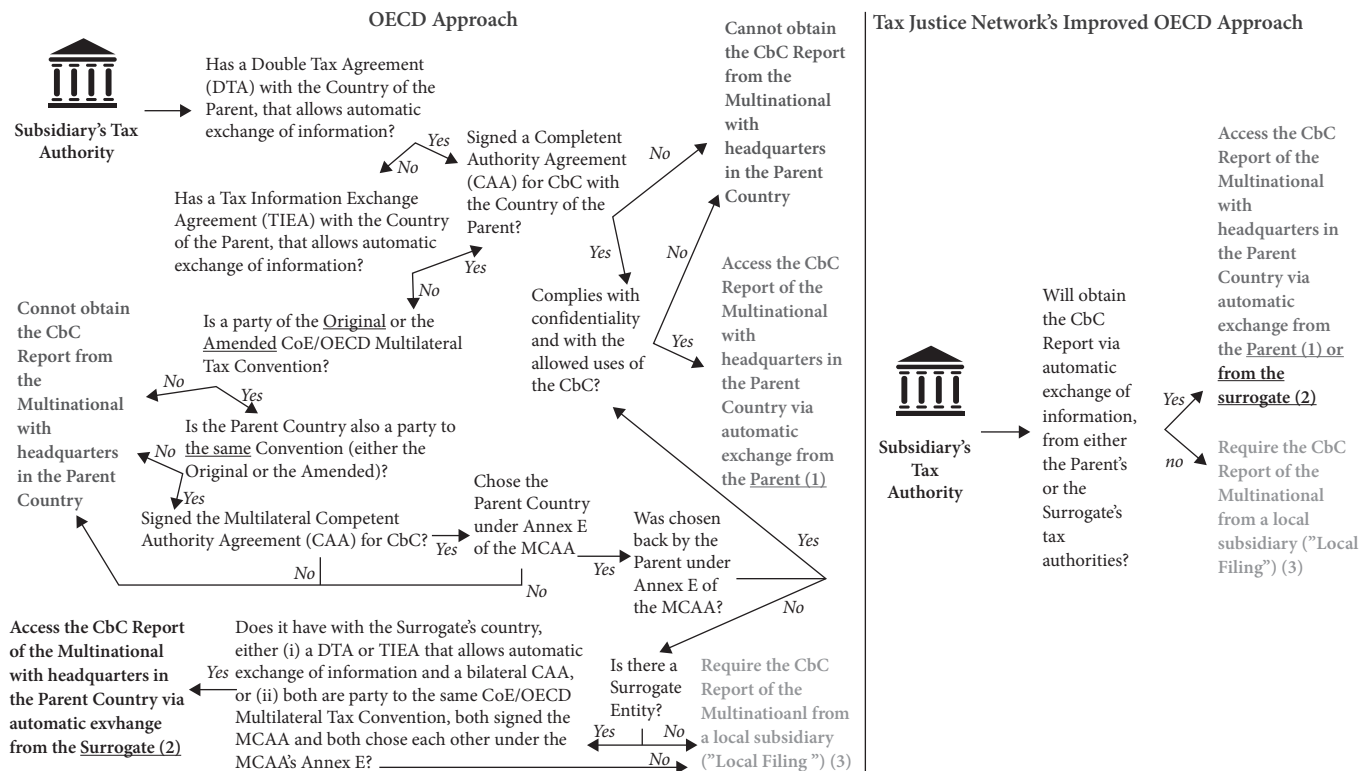 OECD Approach
Subsidiary's Tax
Authority
Has a Double Tax Agreement
(DTA) with the Country of the
Parent, that allows automatic
exchange of information?
Yes
No
Has a Tax Information Exchange
Agreement (TIEA) with the Country
of the Parent, that allows automatic
exchange of information?
Yes
No
Signed a Completent
Authority Agreement
(CAA) for CbC with
the Country of the
Parent?
No
Yes
Cannot obtain
the CbC Report
from the
Multinational
with
headquarters
in the Parent
Country
Complies with
confidentiality
and with the
allowed uses of
the CbC?
No
Yes
Access the CbC
Report of the
Multinational
with
headquarters in
the Parent
Country via
automatic
exchange from
the Parent (1)
Is a party of the Original or the
Amended CoE/OECD Multilateral
Tax Convention?
No
Yes
Cannot obtain
the CbC
Report from
the
Multinational
with
headquarters
in the Parent
Country
Is the Parent Country also a party to
the same Convention (either the
Original or the Amended)?
No
Yes
Signed the Multilateral Competent
Authority Agreement (CAA) for CbC?
Yes
No
Chose the
Parent Country
under Annex E
of the MCAA
Yes
No
Was chosen
back by the
Parent under
Annex E of
the MCAA?
Yes
No
Is there a
Surrogate
Entity?
Yes
No
Require the CbC
Report of the
Multinatioanl from
a local subsidiary
("Local Filing ") (3)
Does it have with the Surrogate's country,
either (i) a DTA or TIEA that allows automatic
exchange of information and a bilateral CAA,
or (ii) both are party to the same CoE/OECD
Multilateral Tax Convention, both signed the
MCAA and both chose each other under the
MCAA's Annex E?
No
Yes
Access the CbC Report
of the Multinational
with headquarters in
the Parent Country via
automatic exvhange
from the Surrogate (2)
Tax Justice Network's Improved OECD Approach
Subsidiary's
Tax
Authority
Will obtain
the CbC
Report via
automatic
exchange of
information,
from either
the Parent's
or the
Surrogate's
tax
authorities?
Yes
no
Access the CbC
Report of the
Multinational
with
headquarters in
the Parent
Country via
automatic
exchange from
the Parent (1) or
from the
surrogate (2)
Require the CbC
Report of the
Multinational
from a local
subsidiary ("Local
Filing") (3)